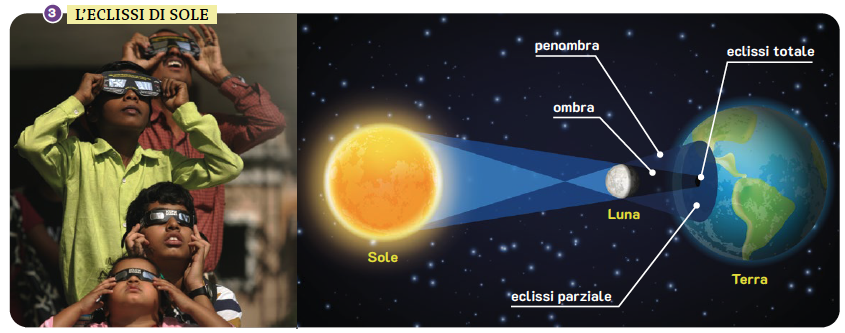 3 L'ECLISSI DI SOLE
penombra
eclissi totale
ombra
Luna
Sole
Terra
eclissi parziale